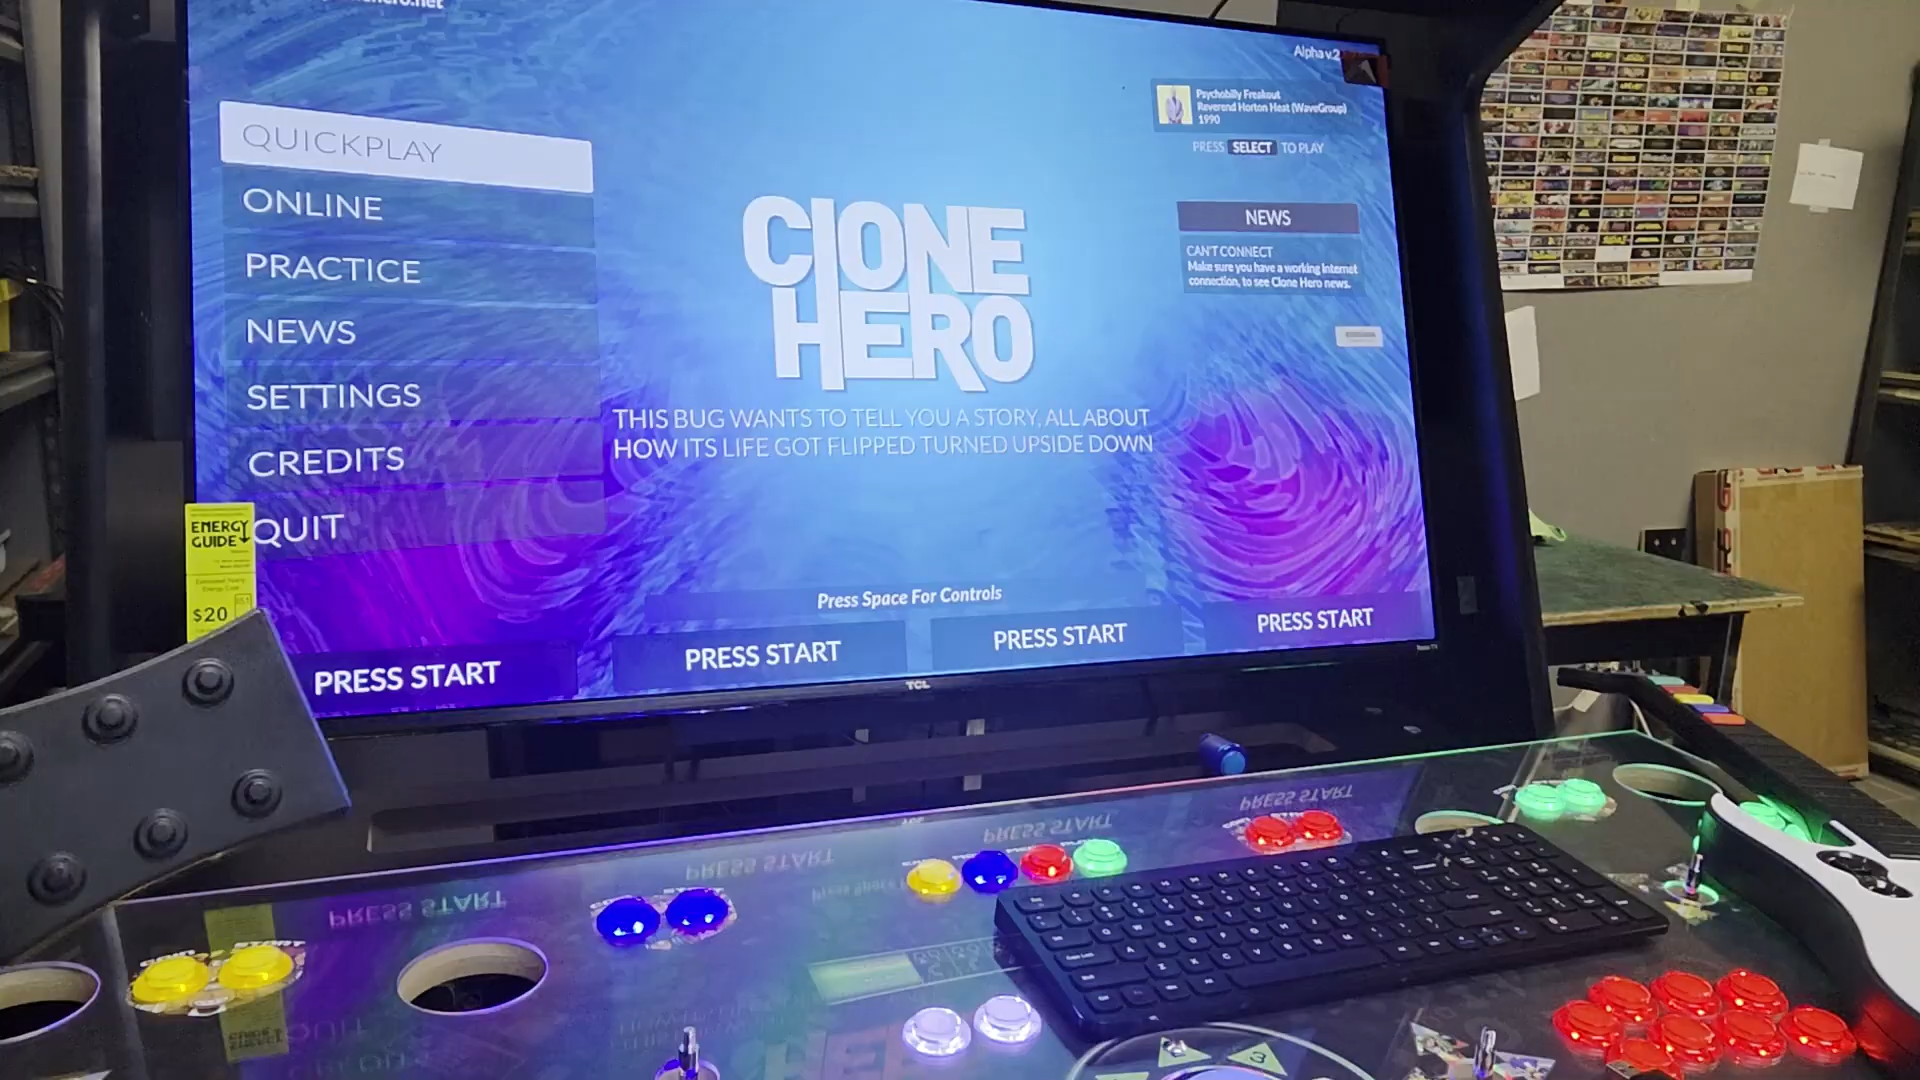 Alpha v.2
QUICKPLAY
ONLINE
PRACTICE
NEWS
SETTINGS
CREDITS
QUIT
CLONE
HERO
THIS BUG WANTS TO TELL YOU A STORY, ALL ABOUT
HOW ITS LIFE GOT FLIPPED TURNED UPSIDE DOWN
Psychobilly Freakout
Reverend Horton Heat (WaveGroup)
1990
PRESS SELECT TO PLAY
NEWS
CAN'T CONNECT
Make sure you have a working internet
connection, to see Clone Hero news.
Press Space For Controls
PRESS START
PRESS START
PRESS START
PRESS START
ENERGY
GUIDE
$20
TCL
START